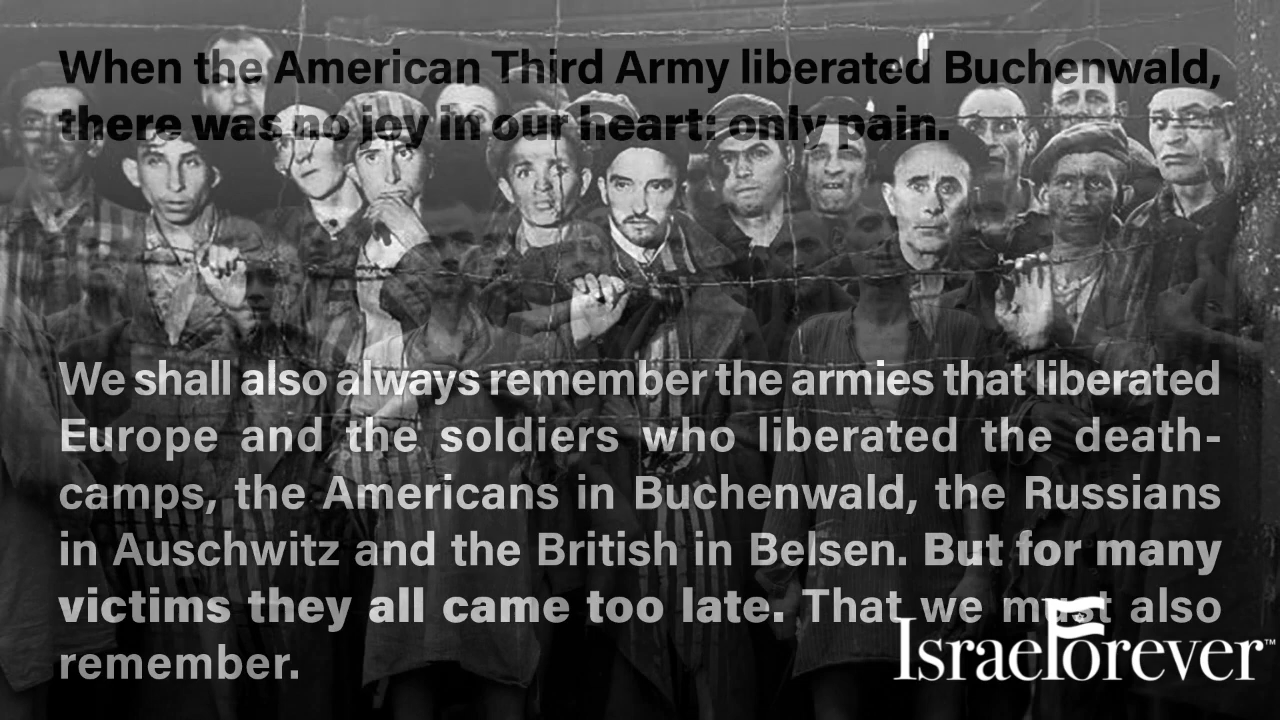 When the American Third Army liberated Buchenwald,
there was no joy in our heart: only pain.
We shall also always remember the armies that liberated
Europe and the soldiers who liberated the death-
camps, the Americans in Buchenwald, the Russians
in Auschwitz and the British in Belsen. But for many
victims they all came too late. That we must also
remember.
IsraelForever™